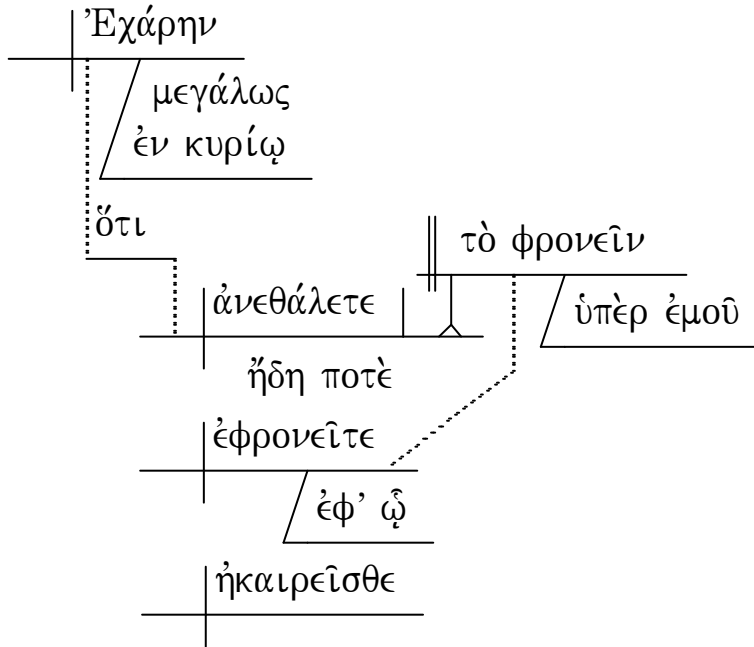 Ἐχάρην
μεγάλως
ἐν κυρίῳ
ὅτι
τὸ φρονεῖν
ἀνεθάλετε
ὑπὲρ ἐμοῦ
ἤδη ποτὲ
ἐφρονεῖτε
ἐφ’ ᾧ
ἠκαιρεῖσθε